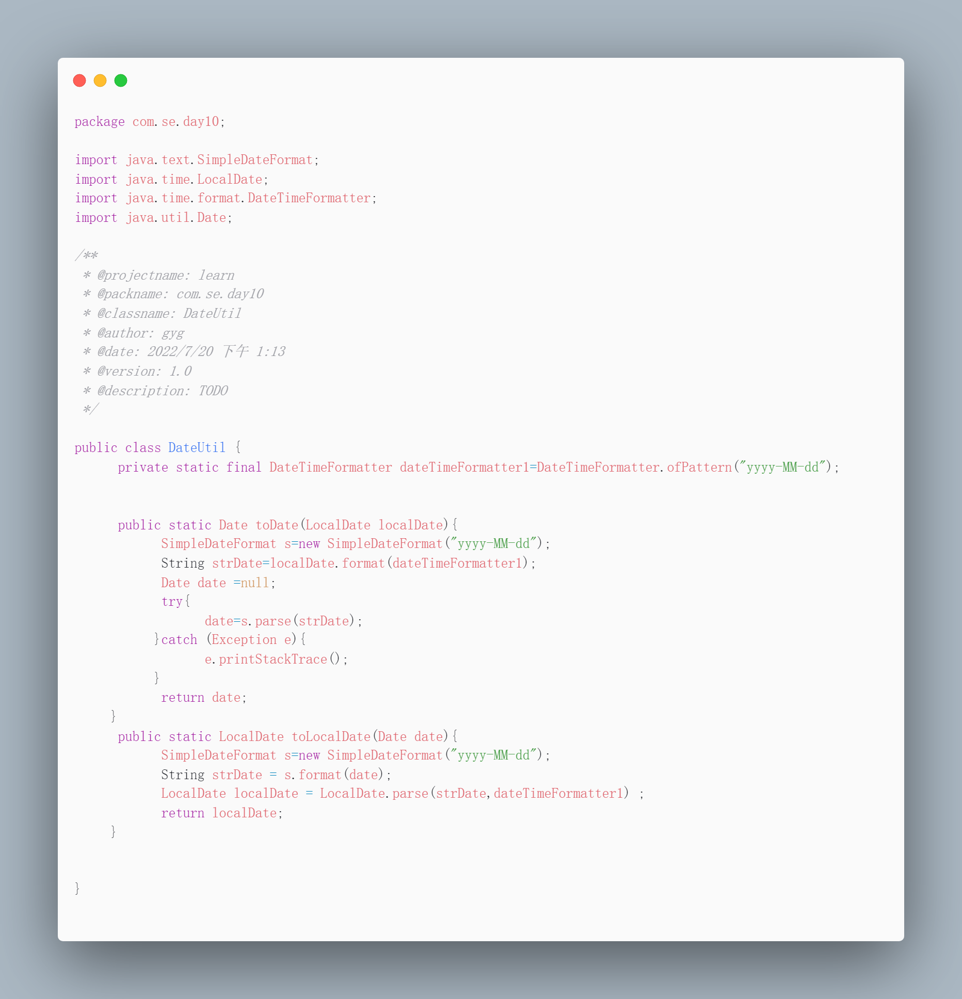 package com.se.day10;
import java.text.SimpleDateFormat;
import java.time.LocalDate;
import java.time.format.DateTimeFormatter;
import java.util.Date;
/**
 * @projectname: learn
 * @packname: com.se.day10
 * @classname: DateUtil
 * @author: gyg
 * @date: 2022/7/20 下午 1:13
 * @version: 1.0
 * @description: TODO
 */
public class DateUtil {
      private static final DateTimeFormatter dateTimeFormatter1=DateTimeFormatter.ofPattern("yyyy-MM-dd");
      public static Date toDate(LocalDate localDate){
            SimpleDateFormat s=new SimpleDateFormat("yyyy-MM-dd");
            String strDate=localDate.format(dateTimeFormatter1);
            Date date =null;
            try{
                  date=s.parse(strDate);
           }catch (Exception e){
                  e.printStackTrace();
           }
            return date;
     }
      public static LocalDate toLocalDate(Date date){
            SimpleDateFormat s=new SimpleDateFormat("yyyy-MM-dd");
            String strDate = s.format(date);
            LocalDate localDate = LocalDate.parse(strDate,dateTimeFormatter1) ;
            return localDate;
     }
}